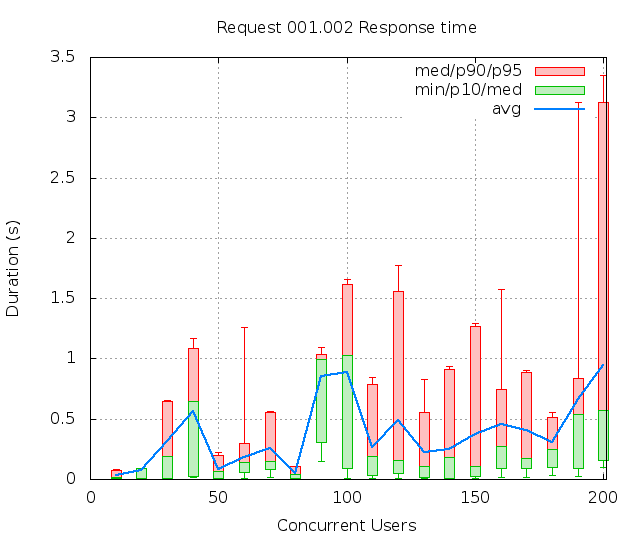 Request 001.002 Response time
med/p90/p95
min/p10/med
avg
3.5
3
2.5
2
1.5
1
0.5
0
Duration (s)
0 50 100 150 200
Concurrent Users